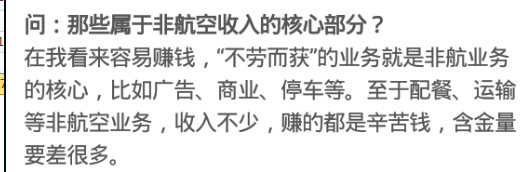 问：那些属于非航空收入的核心部分？
在我看来容易赚钱，“不劳而获”的业务就是非航业务
的核心，比如广告、商业、停车等。至于配餐、运输
等非航空业务，收入不少，赚的都是辛苦钱，含金量
要差很多。